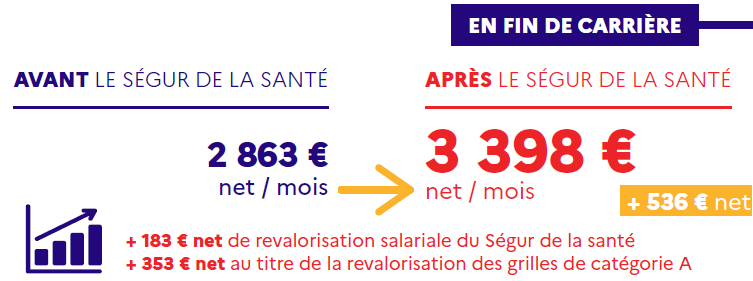 EN FIN DE CARRIÈRE
AVANT LE SÉGUR DE LA SANTÉ
APRÈS LE SÉGUR DE LA SANTÉ
2 863 €
net / mois
3 398 €
net / mois
+ 536 € net
+ 183 € net de revalorisation salariale du Ségur de la santé
+ 353 € net au titre de la revalorisation des grilles de catégorie A